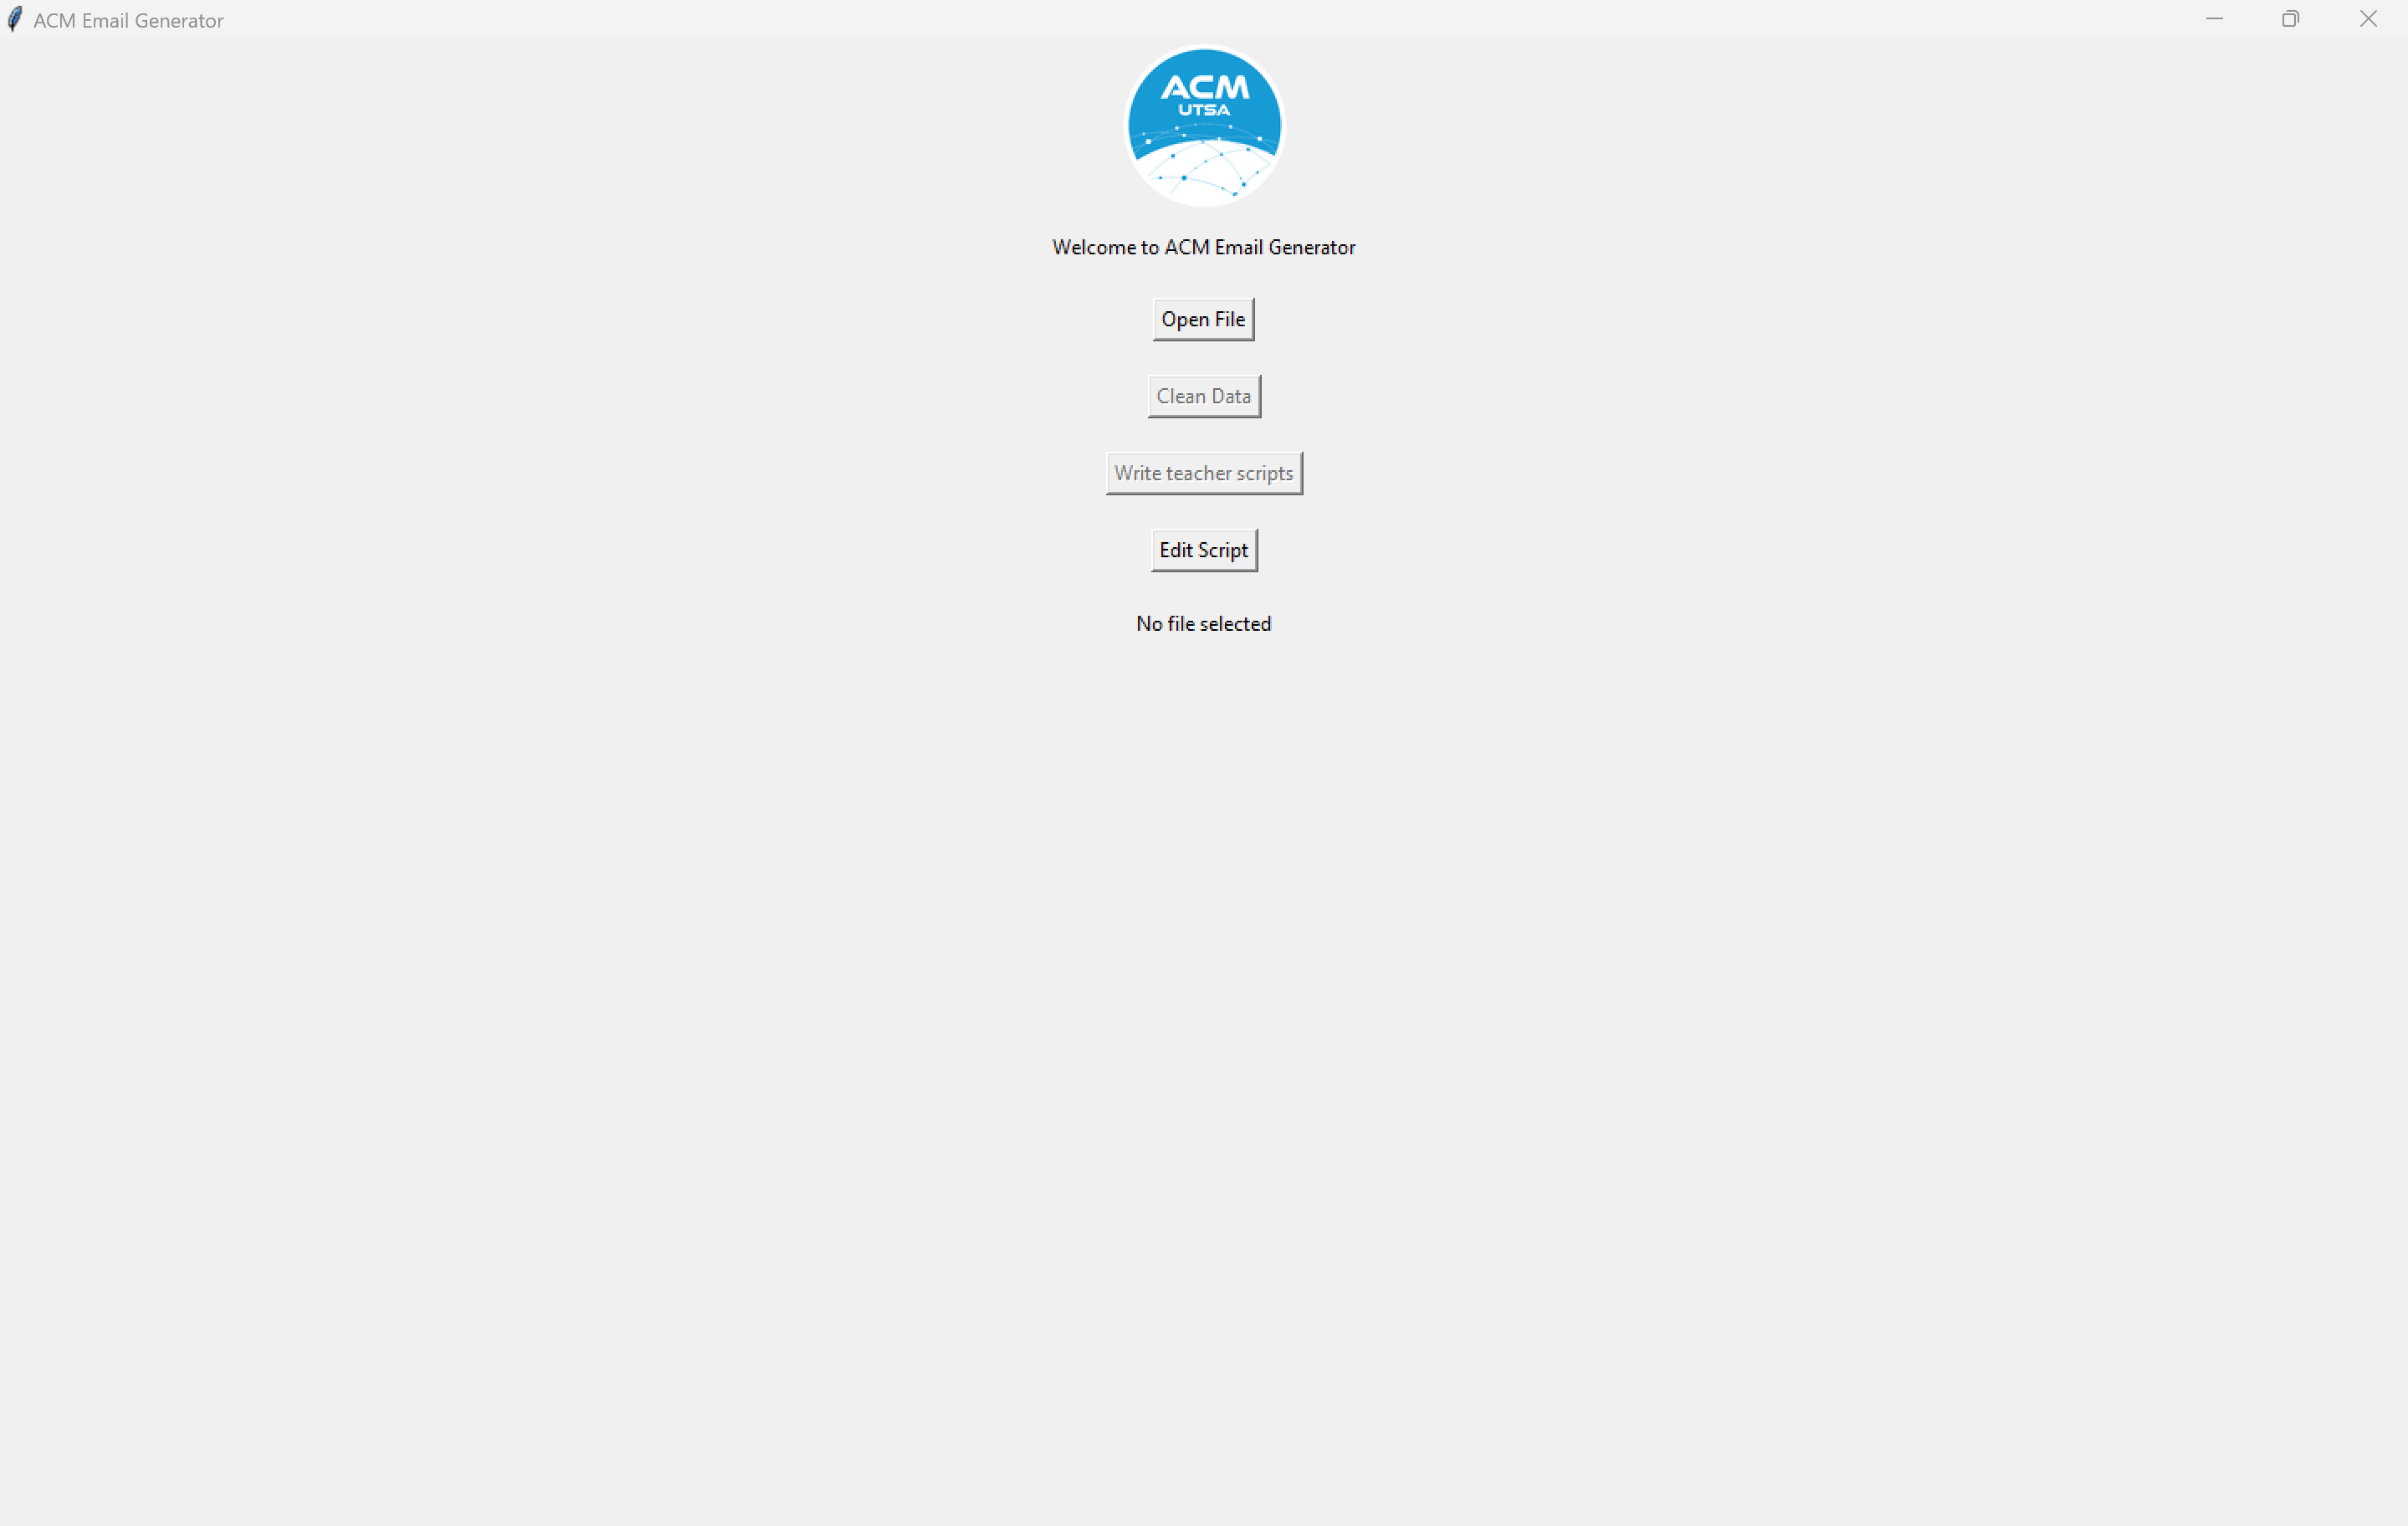 ACM Email Generator
ACM
UTSA
Welcome to ACM Email Generator
Open File
Clean Data
Write teacher scripts
Edit Script
No file selected